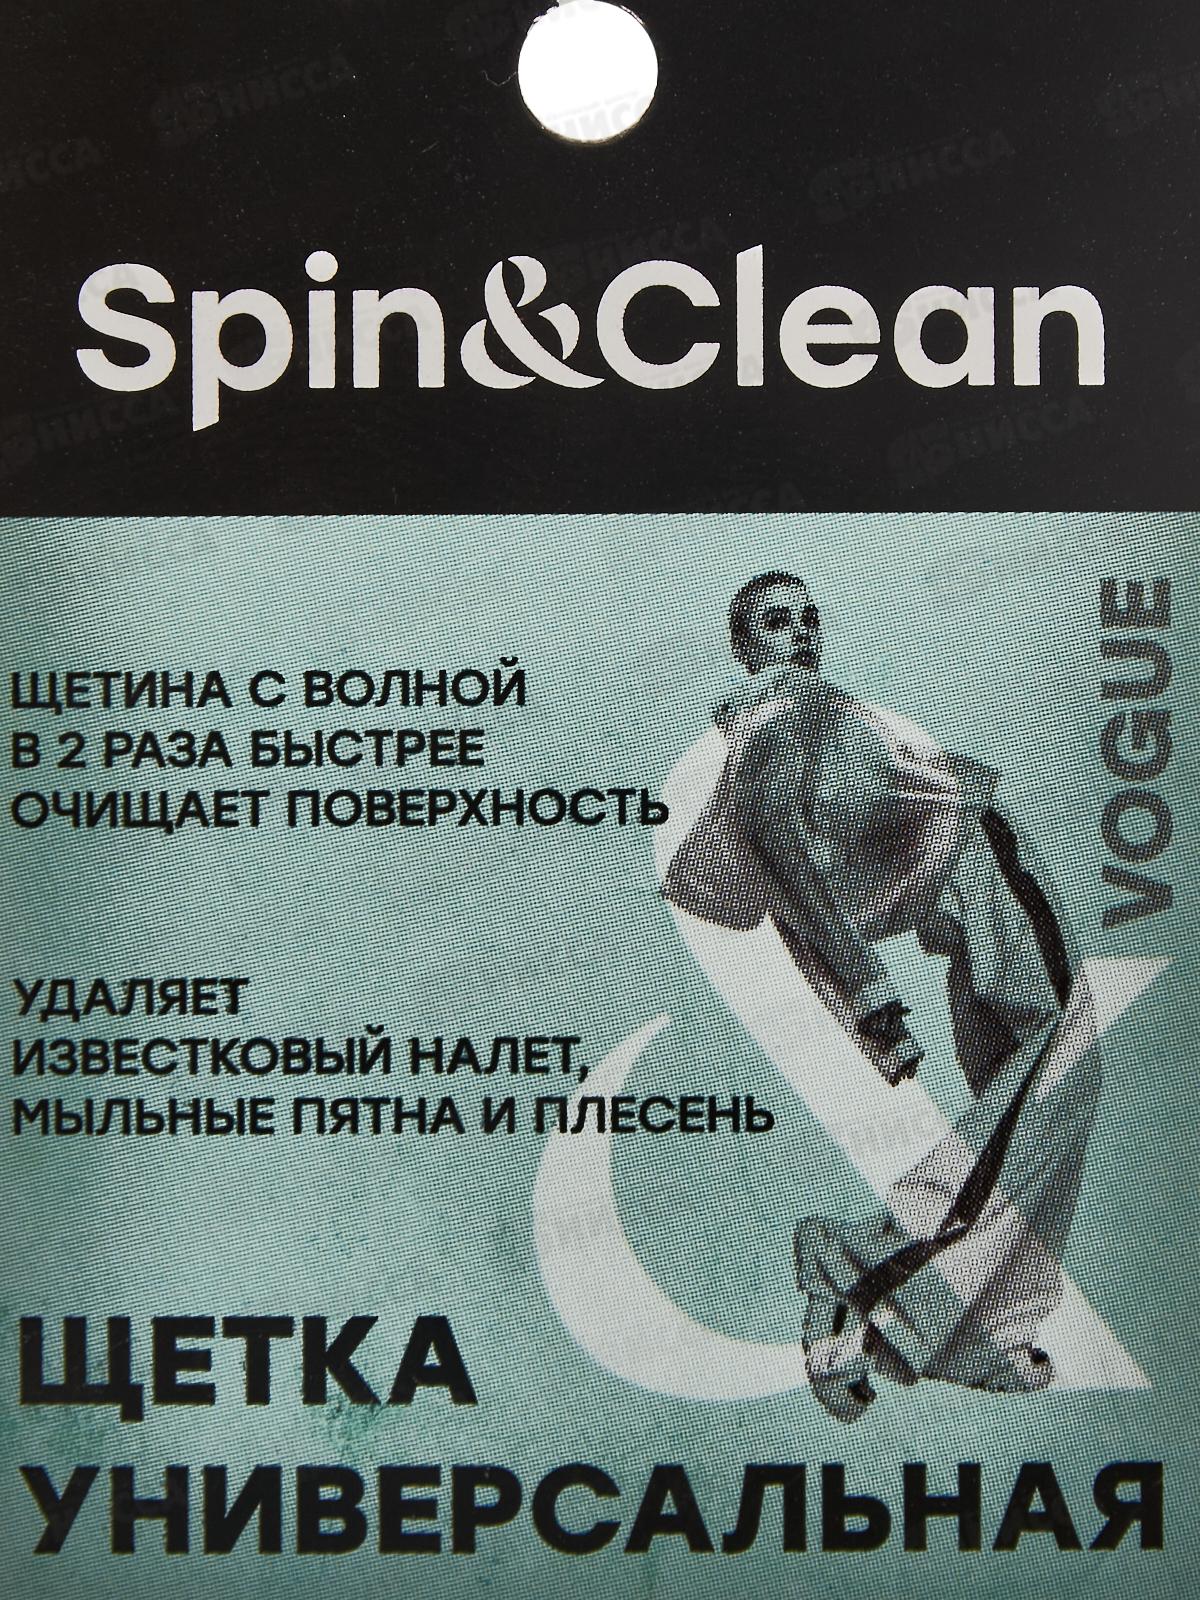 Spin&Clean
VOGUE
ЩЕТИНА С ВОЛНОЙ
В 2 РАЗА БЫСТРЕЕ
ОЧИЩАЕТ ПОВЕРХНОСТЬ
УДАЛЯЕТ
ИЗВЕСТКОВЫЙ НАЛЕТ,
МЫЛЬНЫЕ ПЯТНА И ПЛЕСЕНЬ
ЩЕТКА
УНИВЕРСАЛЬНАЯ